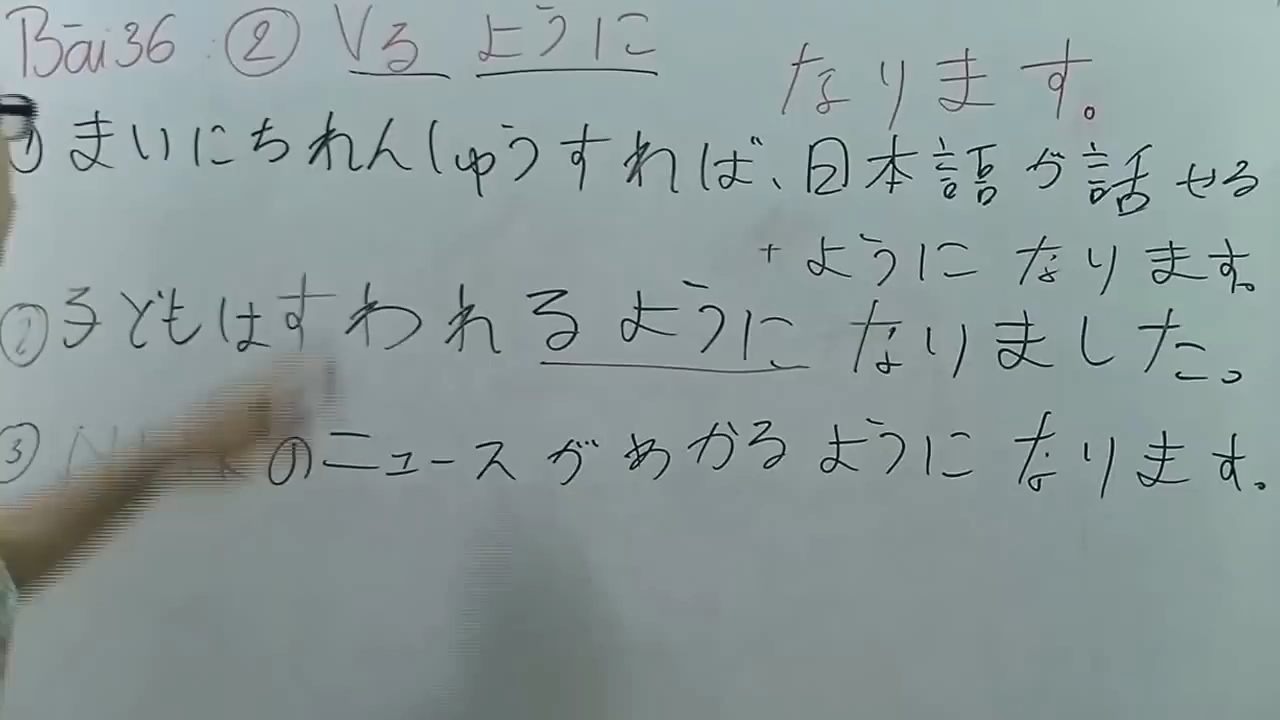 Bài 36 : ② Vる ように なります。
① まいにちれんしゅうすれば、日本語が話せる
+ ように なります。
② 子どもはすわれるように なりました。
③ のニュースがわかるように なります。